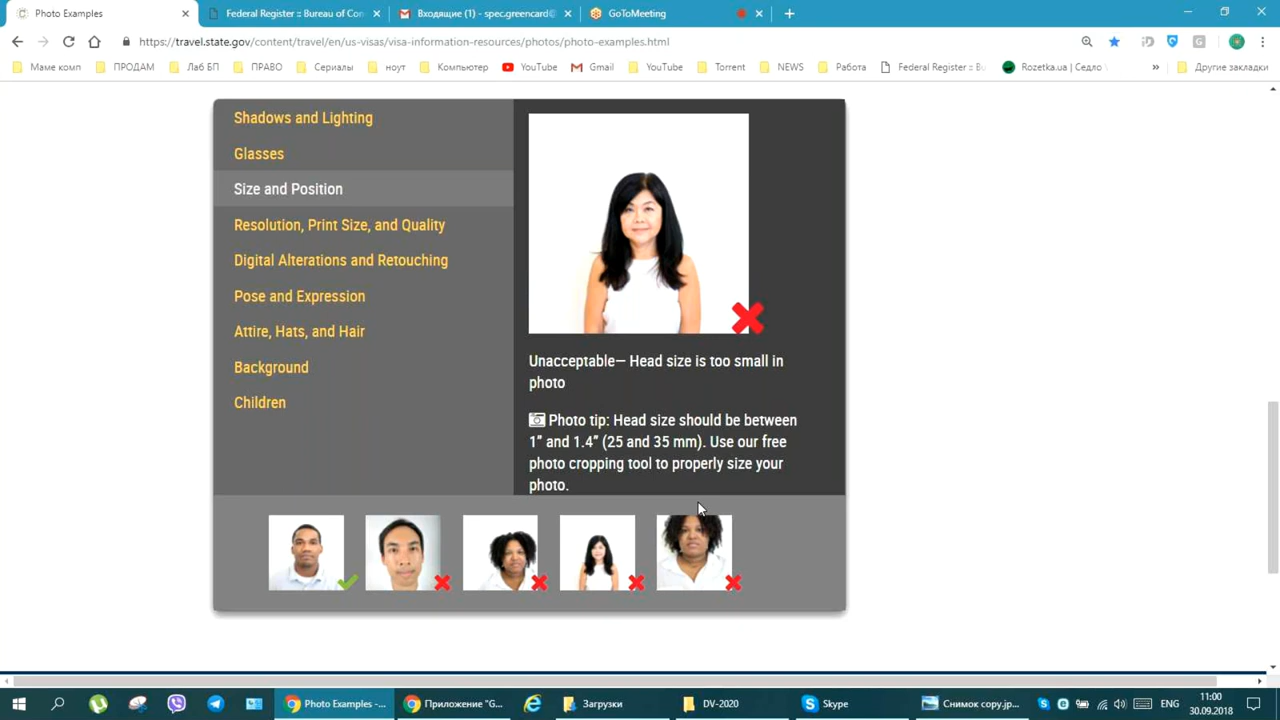 Photo Examples
Federal Register :: Bureau of Con
Входящие (1) - spec.greencard@
GoToMeeting
https://travel.state.gov/content/travel/en/us-visas/visa-information-resources/photos/photo-examples.html
Маме комп
ПРОДАМ
Лаб БП
ПРАВО
Сериалы
ноут
Компьютер
YouTube
Gmail
YouTube
Torrent
NEWS
Работа
Federal Register :: Bu
Rozetka.ua | Седло
»
Другие закладки
Shadows and Lighting
Glasses
Size and Position
Resolution, Print Size, and Quality
Digital Alterations and Retouching
Pose and Expression
Attire, Hats, and Hair
Background
Children
Unacceptable— Head size is too small in
photo
Photo tip: Head size should be between
1” and 1.4” (25 and 35 mm). Use our free
photo cropping tool to properly size your
photo.
Photo Examples -...
Приложение "G...
Загрузки
DV-2020
Skype
Снимок copy.jp...
ENG
11:00
30.09.2018